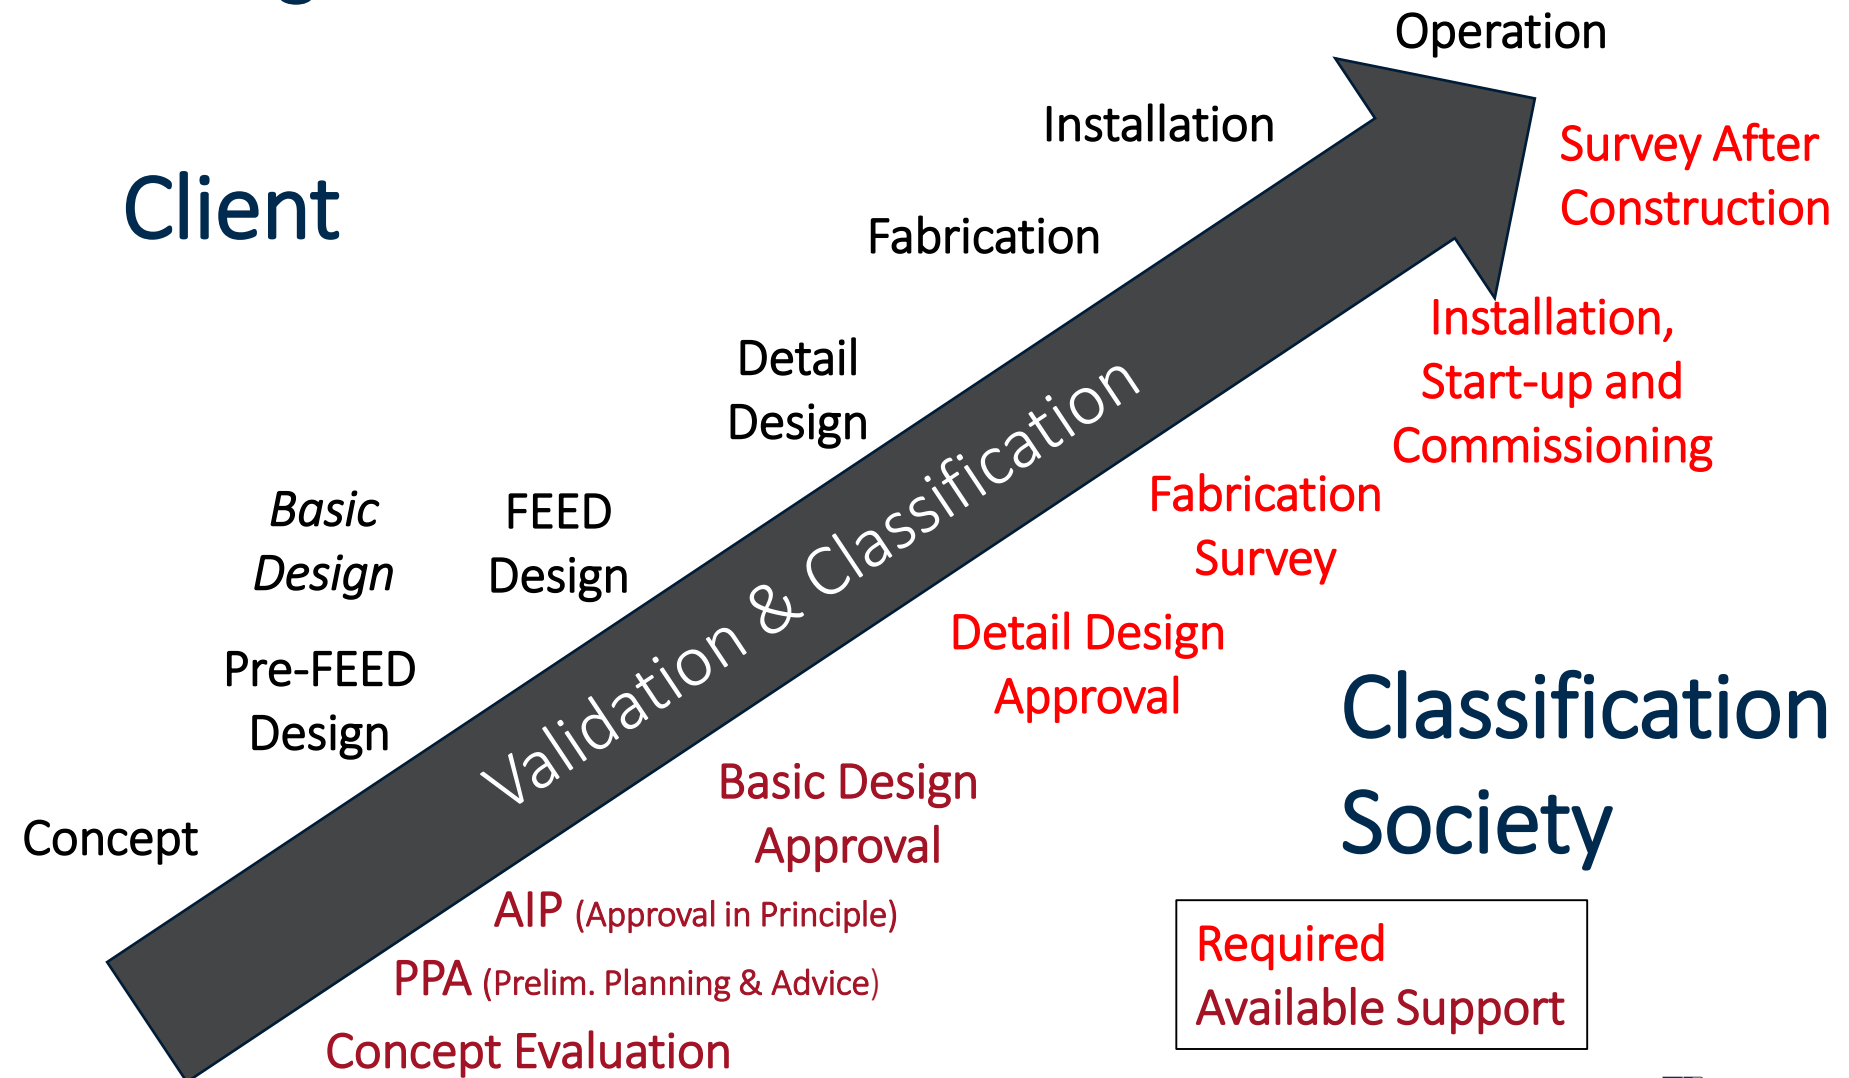 Operation
Installation
Survey After
Construction
Client
Fabrication
Installation,
Start-up and
Commissioning
Detail
Design
Validation & Classification
Fabrication
Survey
Basic
Design
FEED
Design
Detail Design
Approval
Pre-FEED
Design
Classification
Society
Basic Design
Approval
Concept
AIP (Approval in Principle)
PPA (Prelim. Planning & Advice)
Concept Evaluation
Required
Available Support